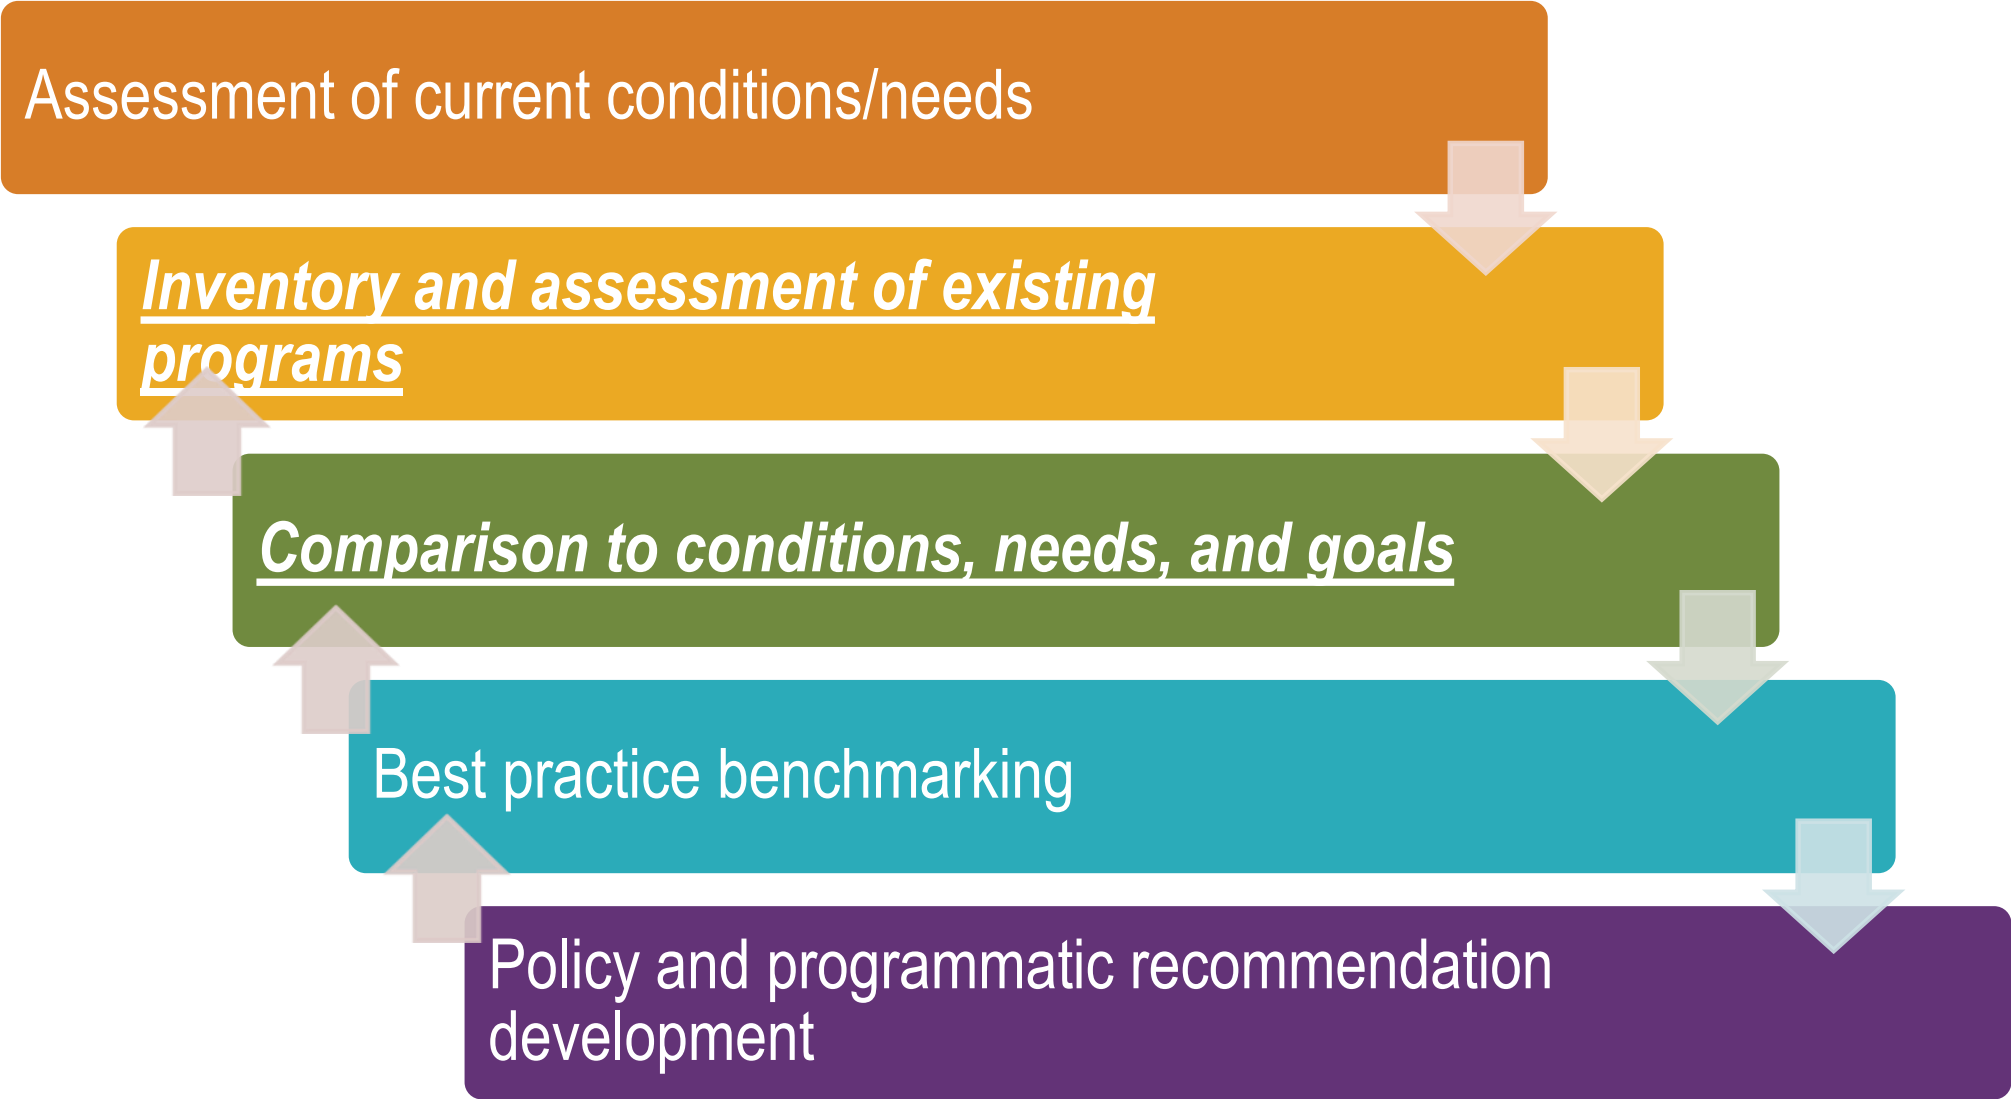 Assessment of current conditions/needs
Inventory and assessment of existing
programs
Comparison to conditions, needs, and goals
Best practice benchmarking
Policy and programmatic recommendation
development